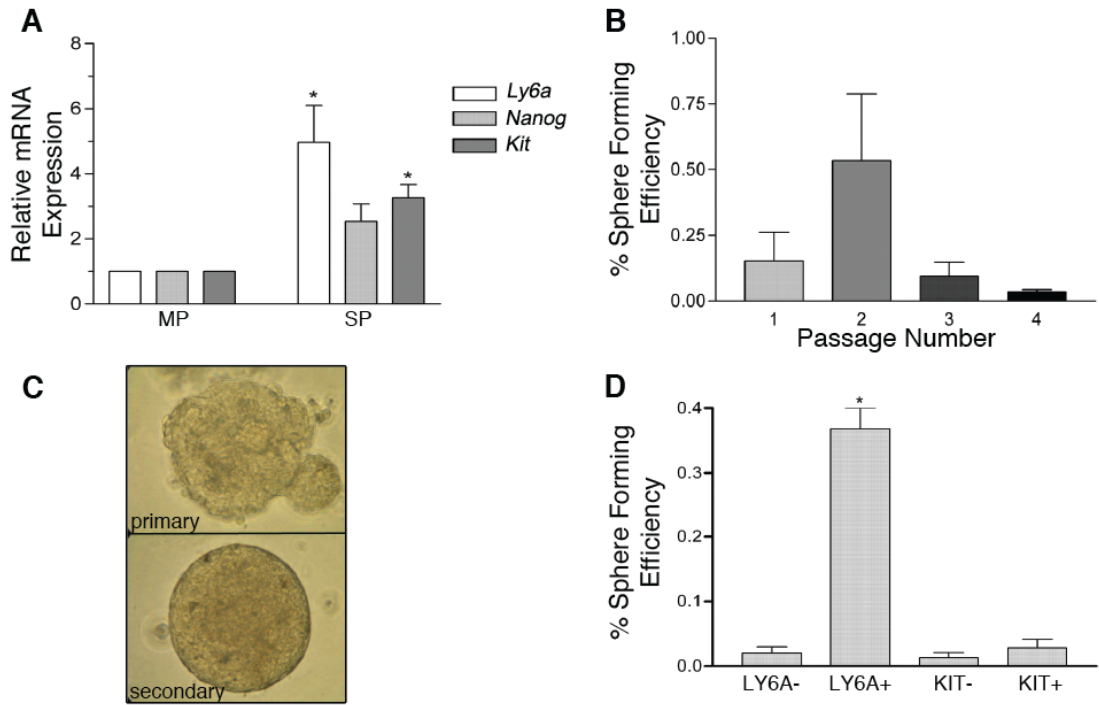 A
Relative mRNA
Expression
8
6
4
2
0
*
*
MP
SP
Ly6a
Nanog
Kit
B
% Sphere Forming
Efficiency
1.00
0.75
0.50
0.25
0.00
1 2 3 4
Passage Number
C
primary
secondary
D
% Sphere Forming
Efficiency
0.4
0.3
0.2
0.1
0.0
*
LY6A- LY6A+ KIT- KIT+